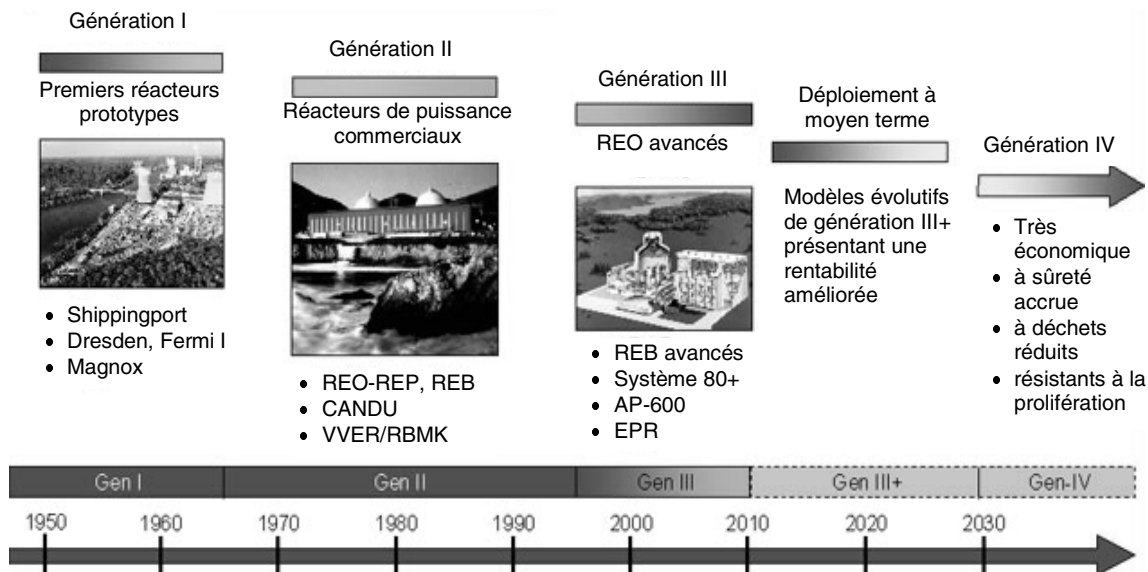 Génération I
Premiers réacteurs
prototypes
• Shippingport
• Dresden, Fermi I
• Magnox
Génération II
Réacteurs de puissance
commerciaux
• REO-REP, REB
• CANDU
• VVER/RBMK
Génération III
REO avancés
• REB avancés
• Système 80+
• AP-600
• EPR
Déploiement à
moyen terme
Modèles évolutifs
de génération III+
présentant une
rentabilité
améliorée
Génération IV
• Très
économique
• à sûreté
accrue
• à déchets
réduits
• résistants à la
prolifération
Gen I Gen II Gen III Gen III+ Gen-IV
1950 1960 1970 1980 1990 2000 2010 2020 2030